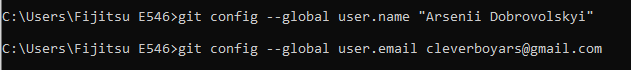 C:\Users\Fijitsu E546>git config --global user.name "Arsenii Dobrovolskyi"
C:\Users\Fijitsu E546>git config --global user.email cleverboyars@gmail.com